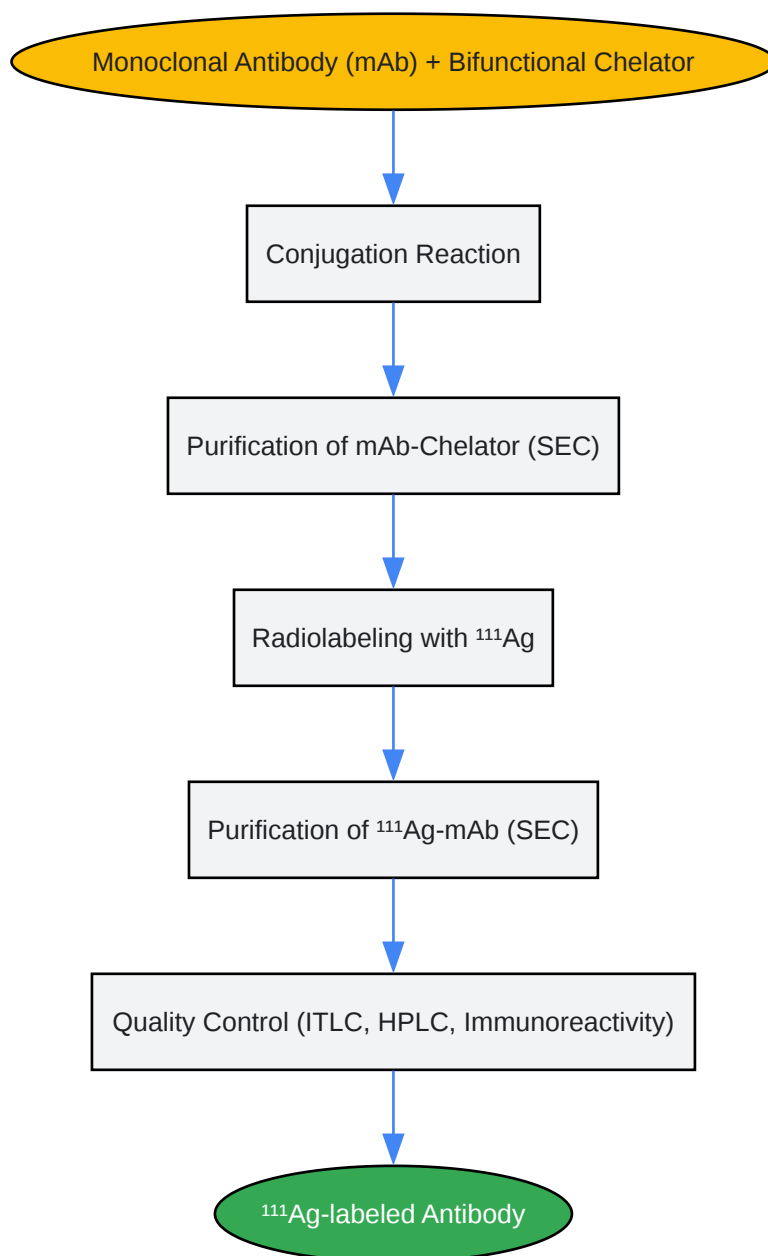 Monoclonal Antibody (mAb) + Bifunctional Chelator
Conjugation Reaction
Purification of mAb-Chelator (SEC)
Radiolabeling with ¹¹¹Ag
Purification of ¹¹¹Ag-mAb (SEC)
Quality Control (ITLC, HPLC, Immunoreactivity)
¹¹¹Ag-labeled Antibody